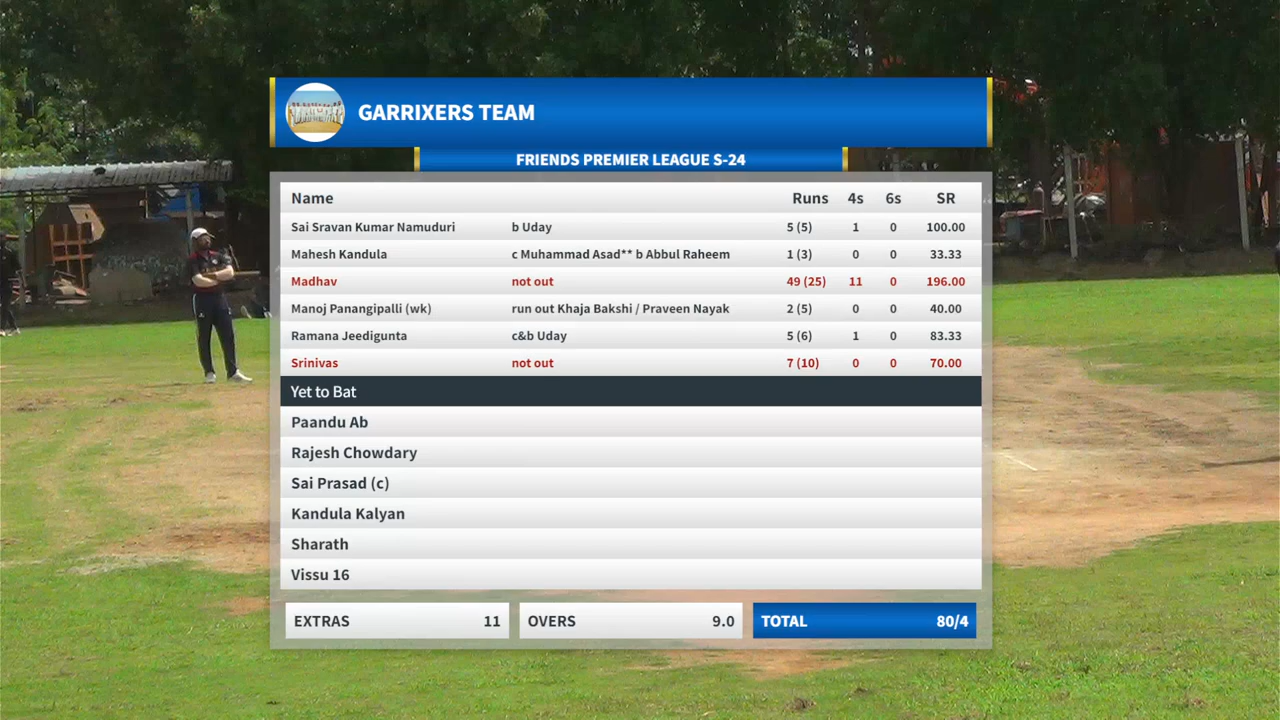 GARRIXERS TEAM
FRIENDS PREMIER LEAGUE S-24
Name Runs 4s 6s SR
Sai Sravan Kumar Namuduri b Uday 5 (5) 1 0 100.00
Mahesh Kandula c Muhammad Asad** b Abbul Raheem 1 (3) 0 0 33.33
Madhav not out 49 (25) 11 0 196.00
Manoj Panangipalli (wk) run out Khaja Bakshi / Praveen Nayak 2 (5) 0 0 40.00
Ramana Jeedigunta c&b Uday 5 (6) 1 0 83.33
Srinivas not out 7 (10) 0 0 70.00
Yet to Bat
Paandu Ab
Rajesh Chowdary
Sai Prasad (c)
Kandula Kalyan
Sharath
Vissu 16
EXTRAS 11 OVERS 9.0 TOTAL 80/4